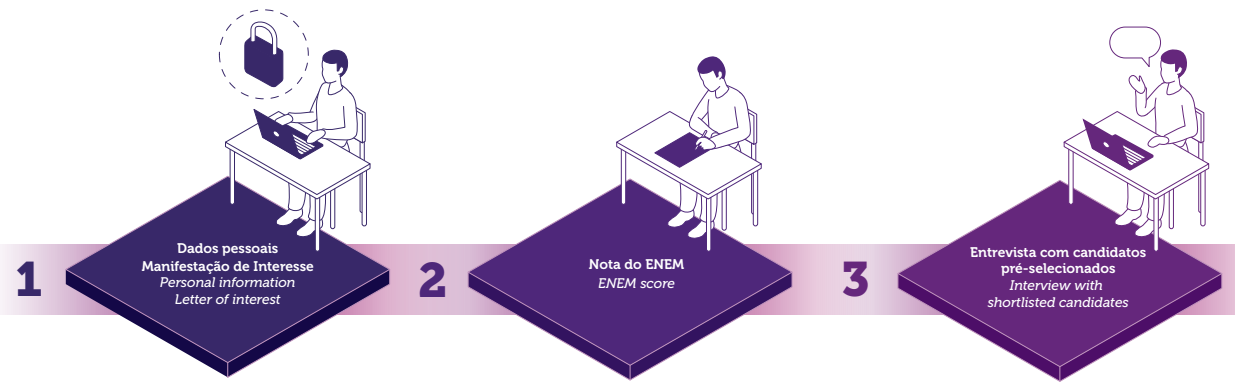 1
Dados pessoais
Manifestação de Interesse
Personal information
Letter of interest
2
Nota do ENEM
ENEM score
3
Entrevista com candidatos
pré-selecionados
Interview with
shortlisted candidates